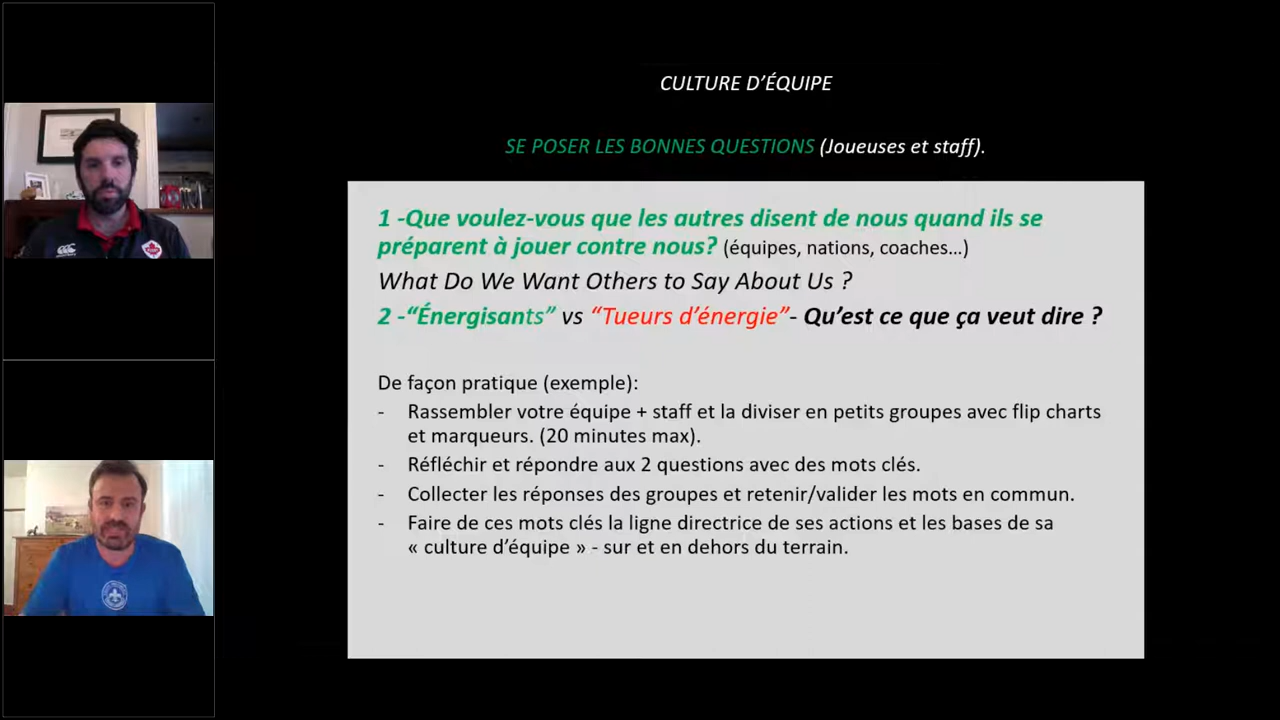 CULTURE D’ÉQUIPE
SE POSER LES BONNES QUESTIONS (Joueuses et staff).
1 -Que voulez-vous que les autres disent de nous quand ils se
préparent à jouer contre nous? (équipes, nations, coaches…)
What Do We Want Others to Say About Us ?
2 -“Énergisants” vs “Tueurs d’énergie”- Qu’est ce que ça veut dire ?
De façon pratique (exemple):
- Rassembler votre équipe + staff et la diviser en petits groupes avec flip charts
et marqueurs. (20 minutes max).
- Réfléchir et répondre aux 2 questions avec des mots clés.
- Collecter les réponses des groupes et retenir/valider les mots en commun.
- Faire de ces mots clés la ligne directrice de ses actions et les bases de sa
« culture d’équipe » - sur et en dehors du terrain.